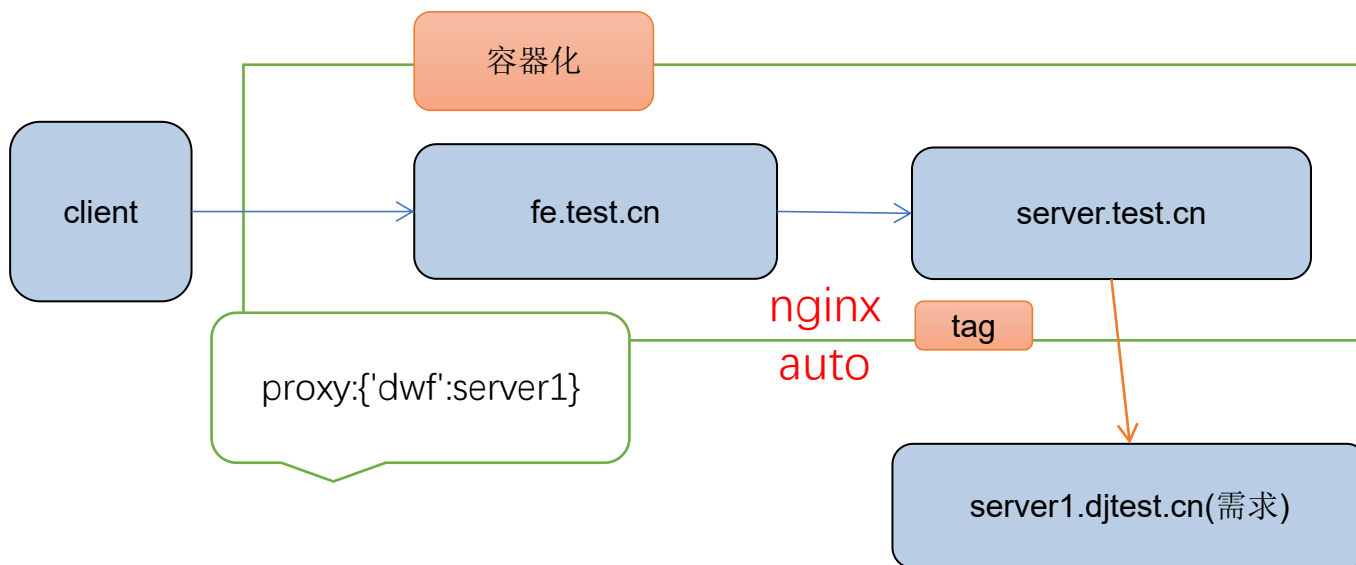 容器化
client
fe.test.cn
server.test.cn
nginx
auto
tag
proxy:{'dwf':server1}
server1.djtest.cn(需求)